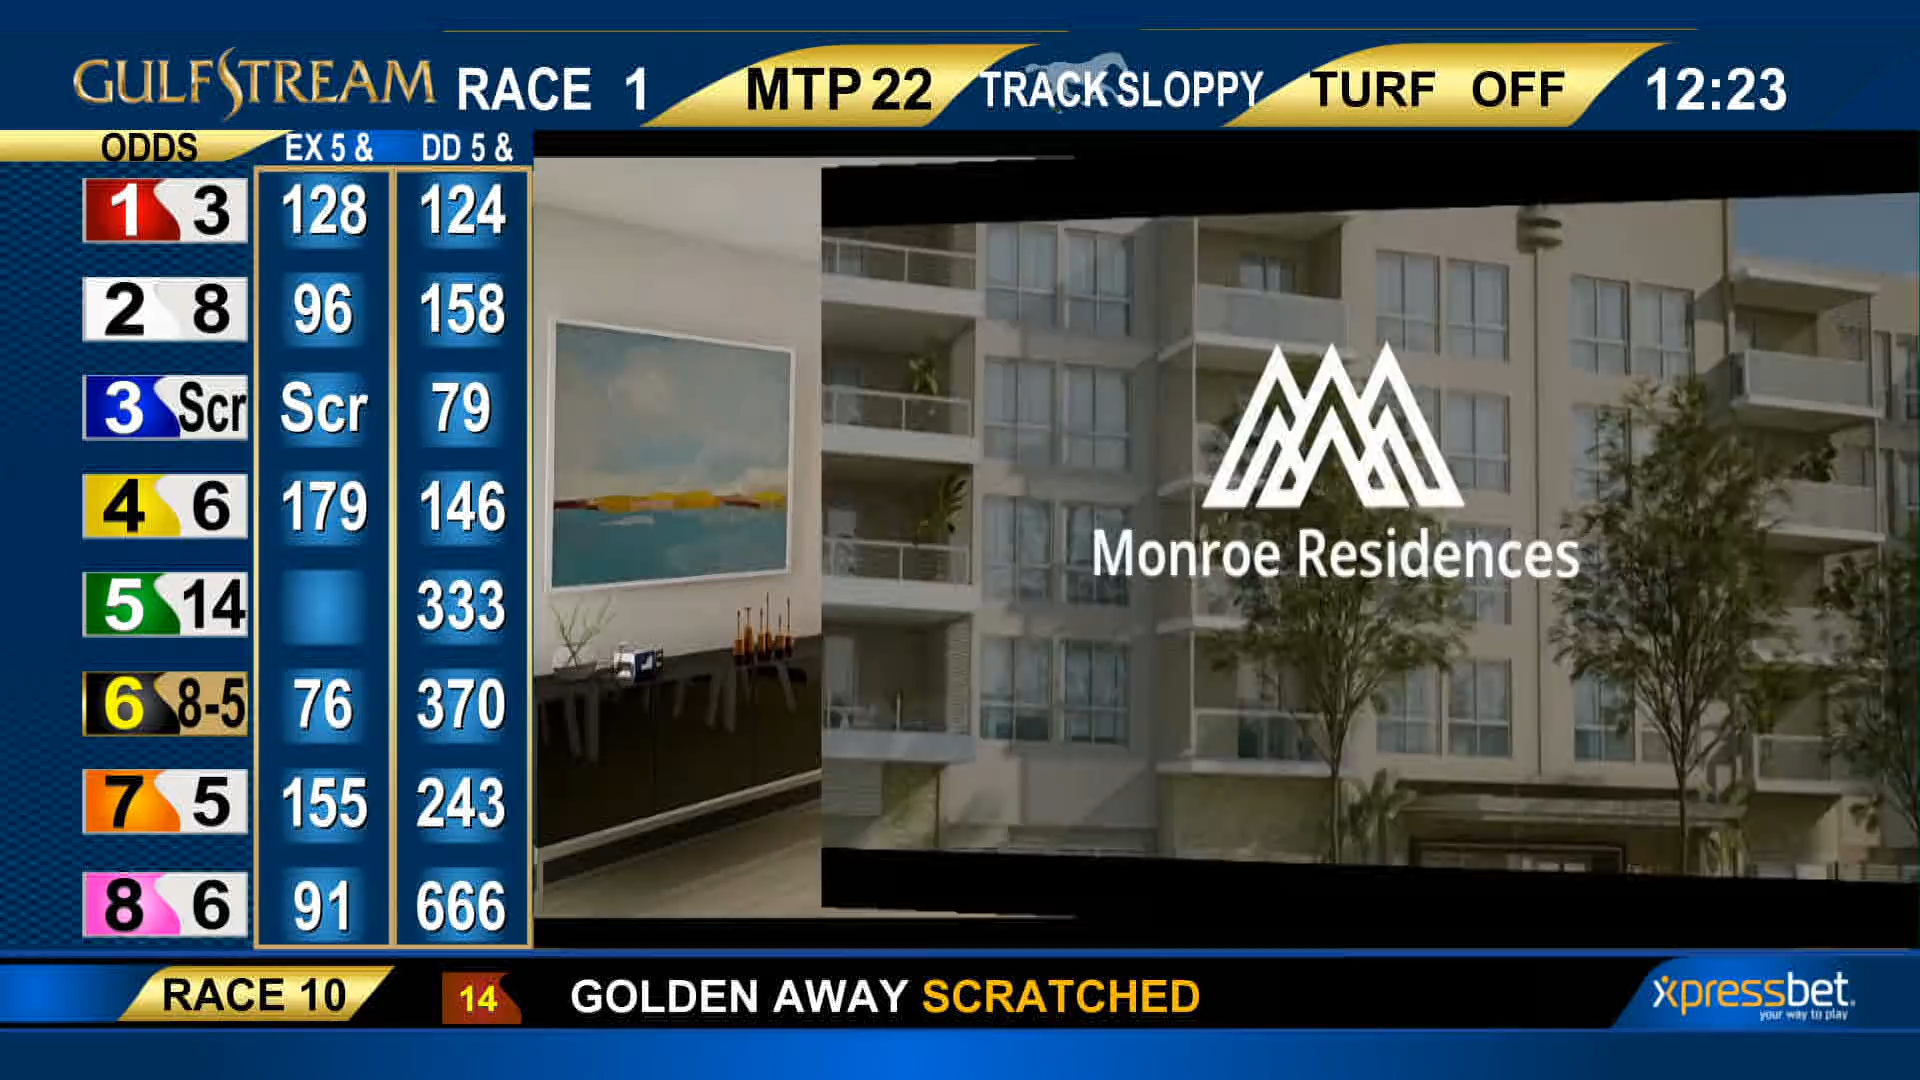 GULFSTREAM RACE 1 MTP 22 TRACK SLOPPY TURF OFF 12:23
ODDS EX 5 & DD 5 &
1 3 128 124
2 8 96 158
3 Scr Scr 79
4 6 179 146
5 14 333
6 8-5 76 370
7 5 155 243
8 6 91 666
Monroe Residences
RACE 10 14 GOLDEN AWAY SCRATCHED
xpressbet.
your way to play